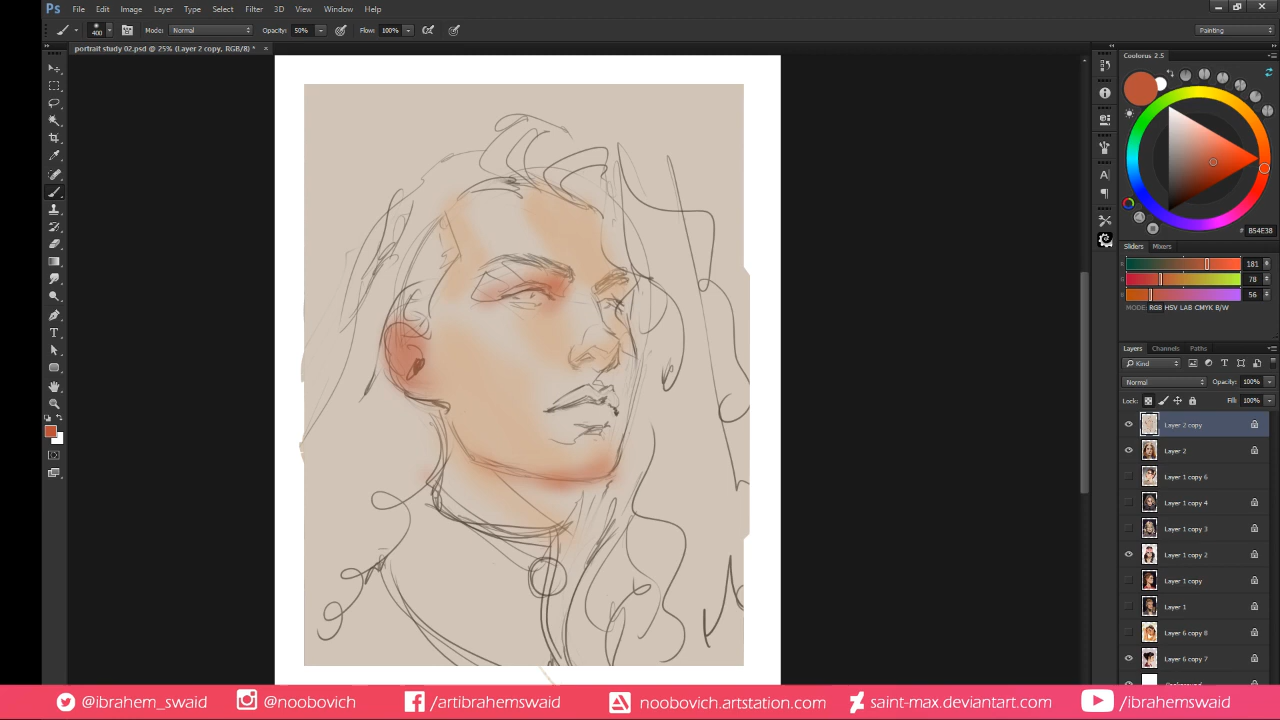 Ps File Edit Image Layer Type Select Filter 3D View Window Help
400 Mode: Normal Opacity: 50% Flow: 100% Painting
portrait study 02.psd @ 25% (Layer 2 copy, RGB/8) * ×
Coolorus 2.5
# B54E38
Sliders Mixers
181
78
56
MODE: RGB HSV LAB CMYK B/W
Layers Channels Paths
Kind
Normal Opacity: 100%
Lock: Fill: 100%
Layer 2 copy
Layer 2
Layer 1 copy 6
Layer 1 copy 4
Layer 1 copy 3
Layer 1 copy 2
Layer 1 copy
Layer 1
Layer 6 copy 8
Layer 6 copy 7
@ibrahem_swaid @noobovich /artibrahemswaid noobovich.artstation.com saint-max.deviantart.com /ibrahemswaid